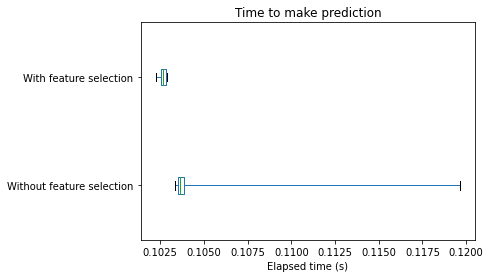 Time to make prediction
With feature selection
Without feature selection
0.1025 0.1050 0.1075 0.1100 0.1125 0.1150 0.1175 0.1200
Elapsed time (s)